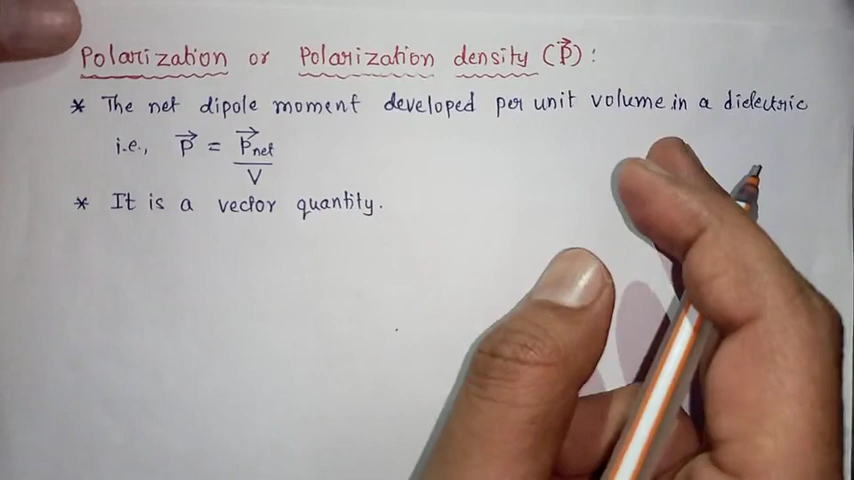 Polarization or Polarization density (P⃗):
* The net dipole moment developed per unit volume in a dielectric
i.e., P⃗ = P⃗net / V
* It is a vector quantity.